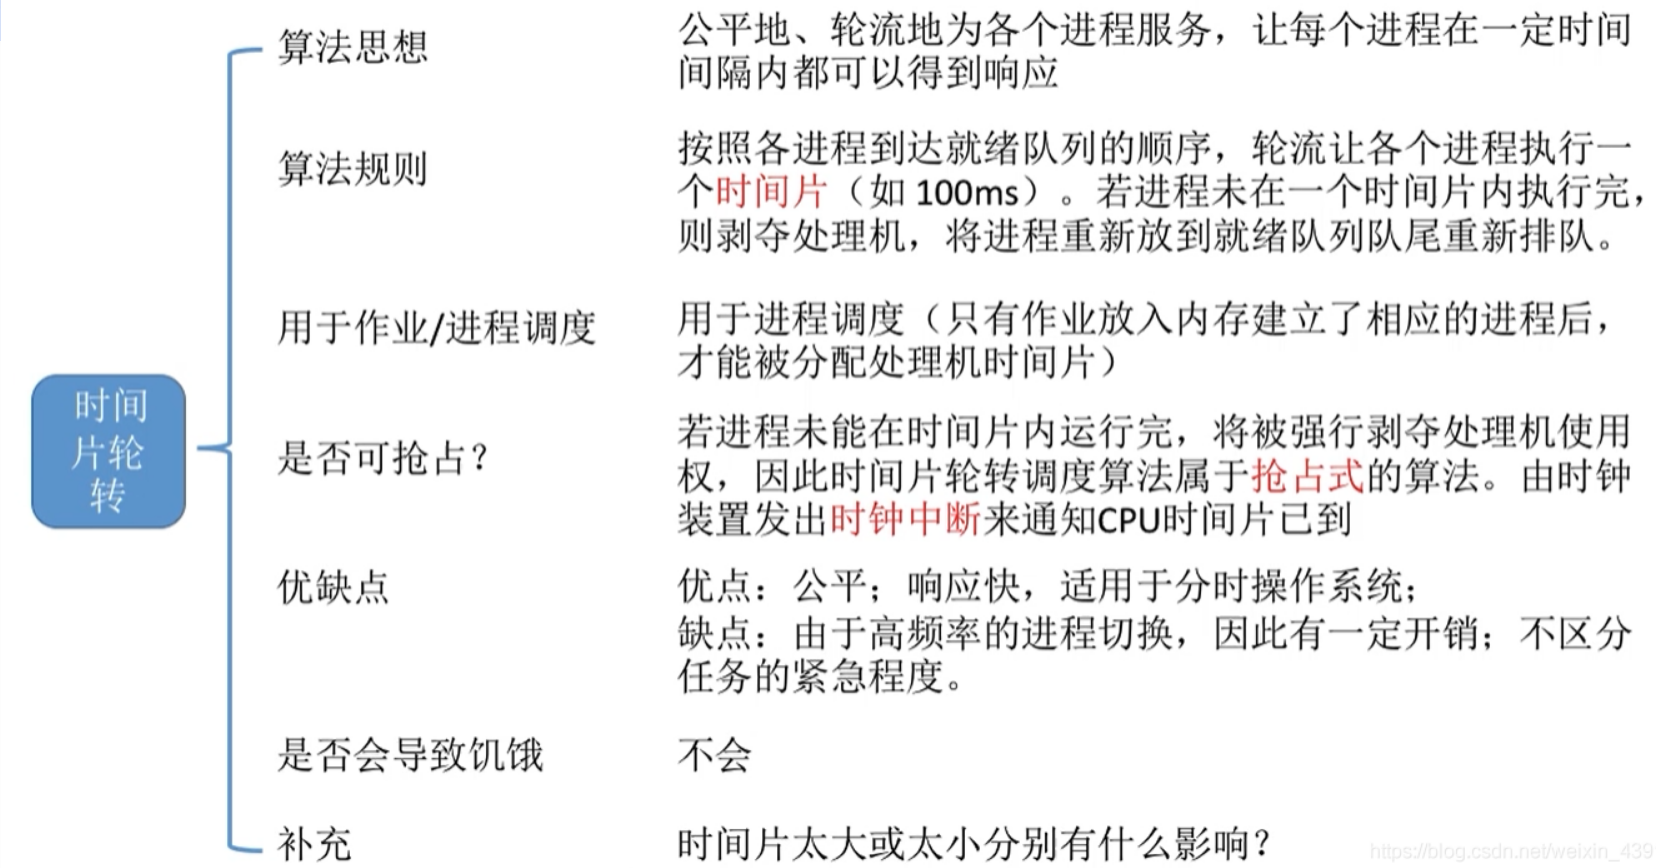 算法思想
公平地、轮流地为各个进程服务，让每个进程在一定时间
间隔内都可以得到响应
算法规则
按照各进程到达就绪队列的顺序，轮流让各个进程执行一
个时间片（如 100ms）。若进程未在一个时间片内执行完，
则剥夺处理机，将进程重新放到就绪队列队尾重新排队。
用于作业/进程调度
用于进程调度（只有作业放入内存建立了相应的进程后，
才能被分配处理机时间片）
时间
片轮
转
是否可抢占？
若进程未能在时间片内运行完，将被强行剥夺处理机使用
权，因此时间片轮转调度算法属于抢占式的算法。由时钟
装置发出时钟中断来通知CPU时间片已到
优缺点
优点：公平；响应快，适用于分时操作系统；
缺点：由于高频率的进程切换，因此有一定开销；不区分
任务的紧急程度。
是否会导致饥饿
不会
补充
时间片太大或太小分别有什么影响？
https://blog.csdn.net/weixin_439